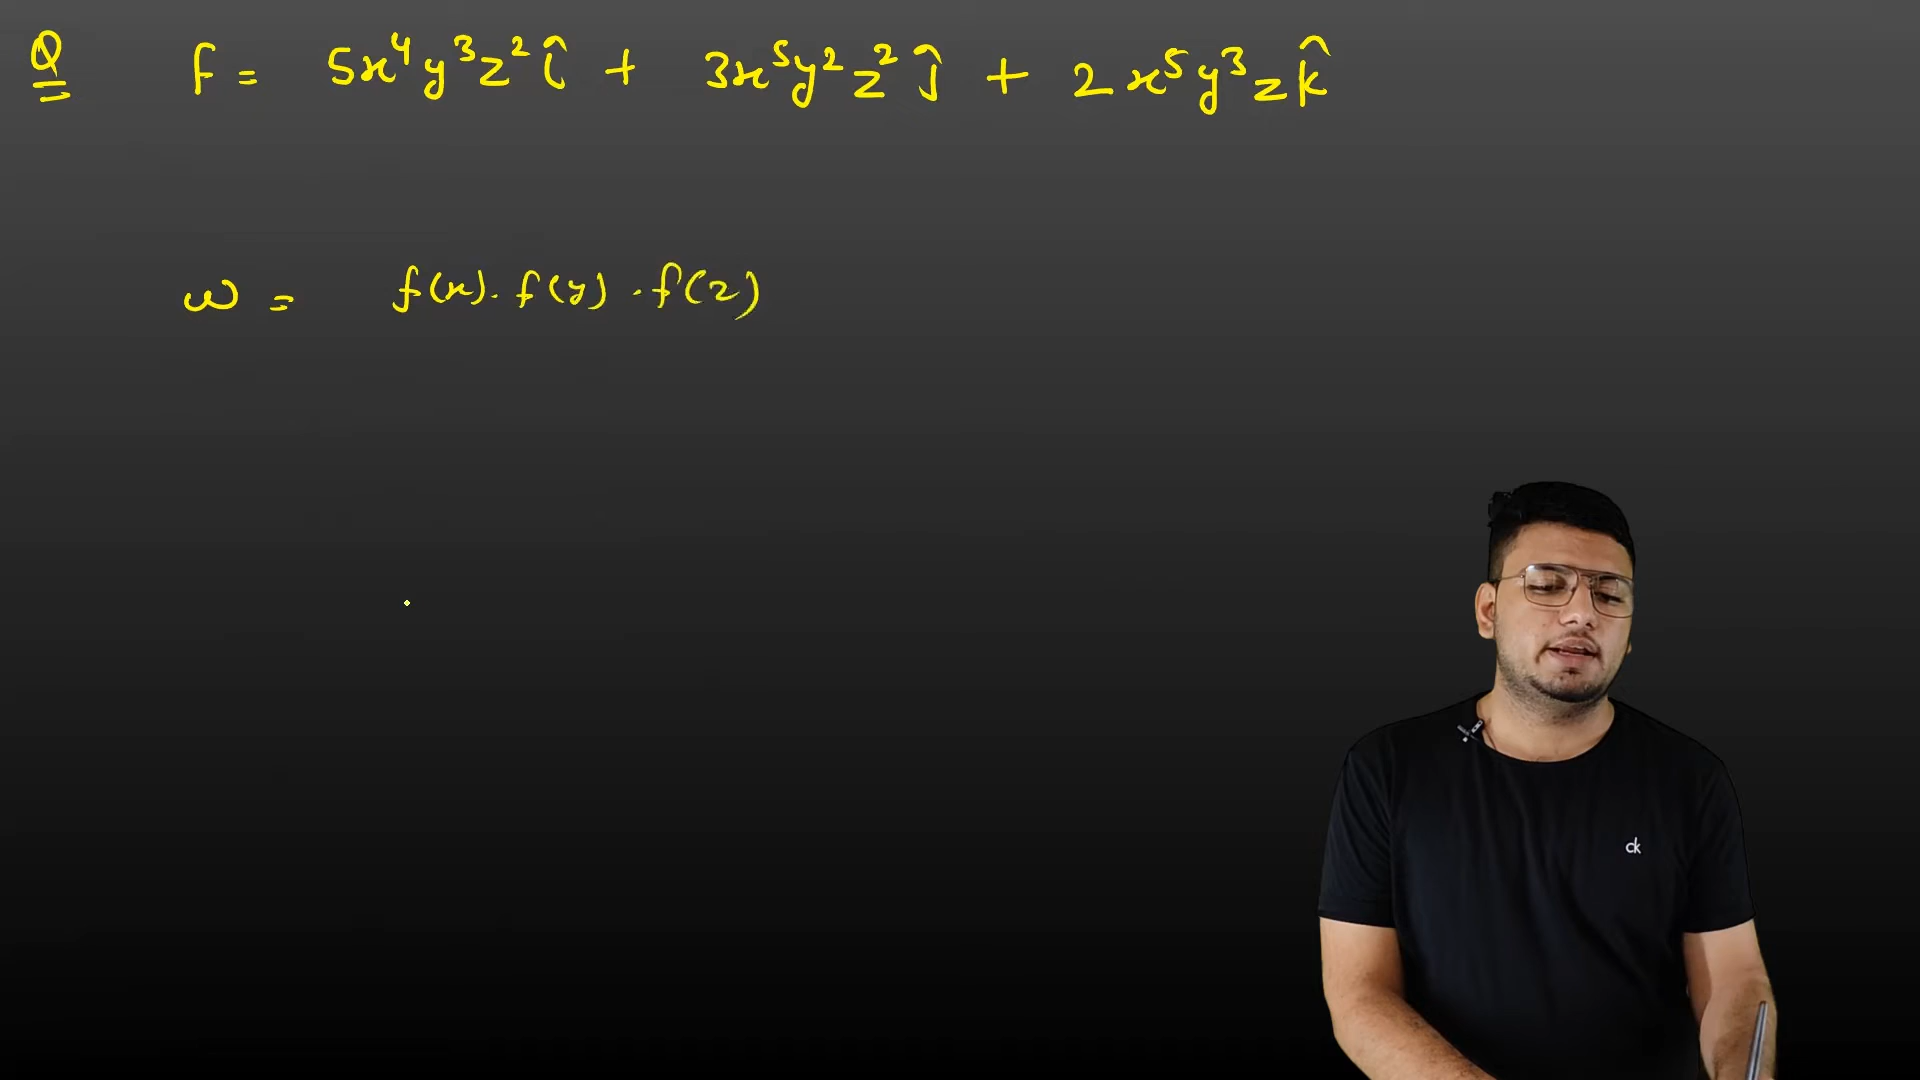 Q F = 5x⁴y³z² î + 3x⁵y²z² ĵ + 2x⁵y³z k̂
ω = f(x). f(y) . f(z)
ck